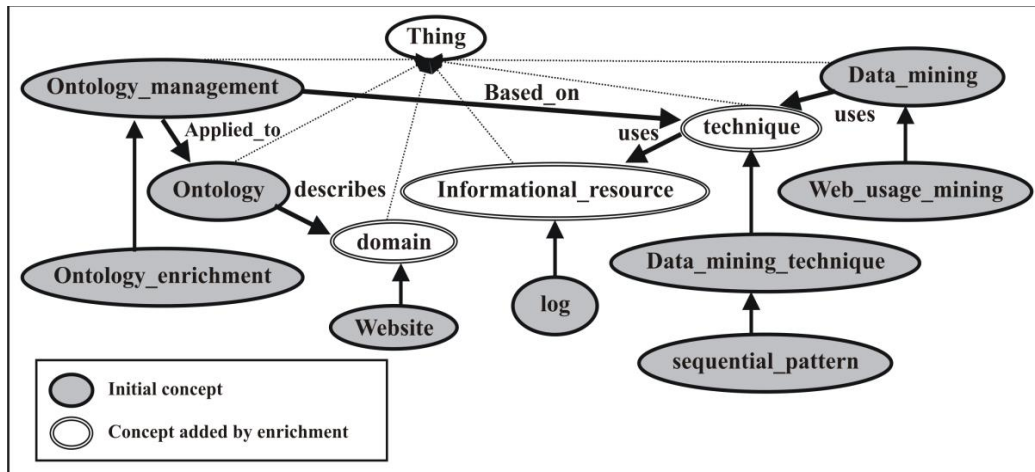 Thing
Ontology_management
Data_mining
Based_on
Applied_to
uses
technique
uses
Ontology
describes
Informational_resource
Web_usage_mining
domain
Ontology_enrichment
Data_mining_technique
log
Website
sequential_pattern
Initial concept
Concept added by enrichment